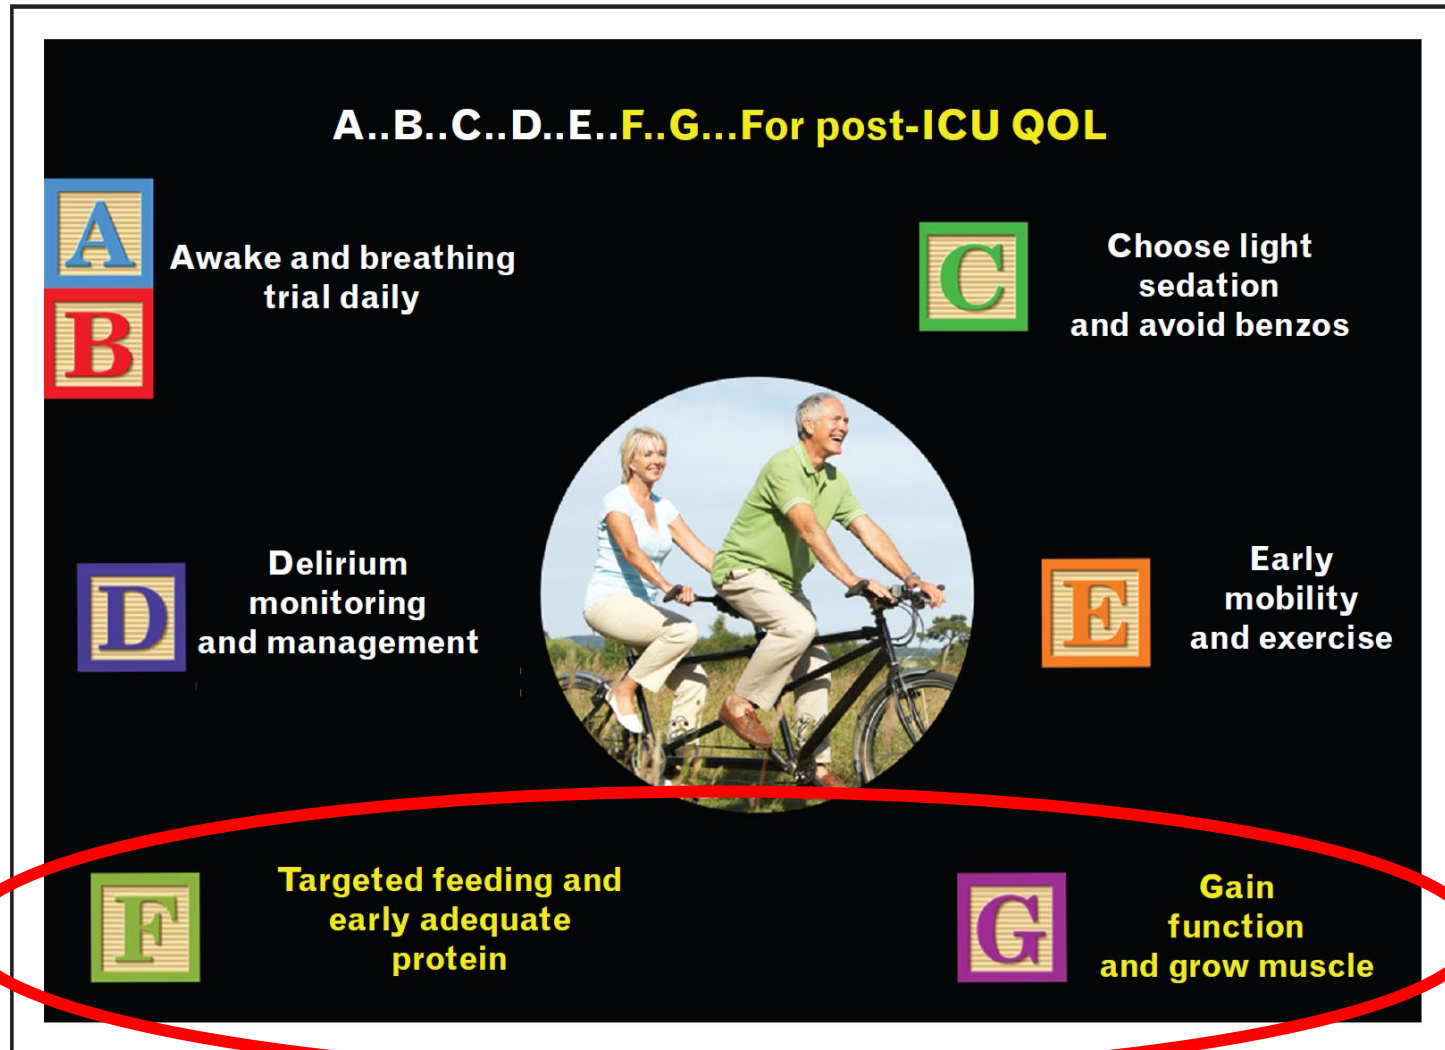 A..B..C..D..E..F..G...For post-ICU QOL
A
B
Awake and breathing
trial daily
C
Choose light
sedation
and avoid benzos
D
Delirium
monitoring
and management
E
Early
mobility
and exercise
F
Targeted feeding and
early adequate
protein
G
Gain
function
and grow muscle